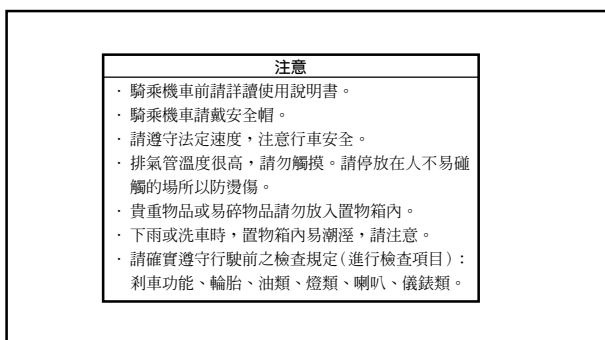 注意
· 騎乘機車前請詳讀使用說明書。
· 騎乘機車請戴安全帽。
· 請遵守法定速度，注意行車安全。
· 排氣管溫度很高，請勿觸摸。請停放在人不易碰
觸的場所以防燙傷。
· 貴重物品或易碎物品請勿放入置物箱內。
· 下雨或洗車時，置物箱內易潮溼，請注意。
· 請確實遵守行駛前之檢查規定(進行檢查項目)：
剎車功能、輪胎、油類、燈類、喇叭、儀錶類。